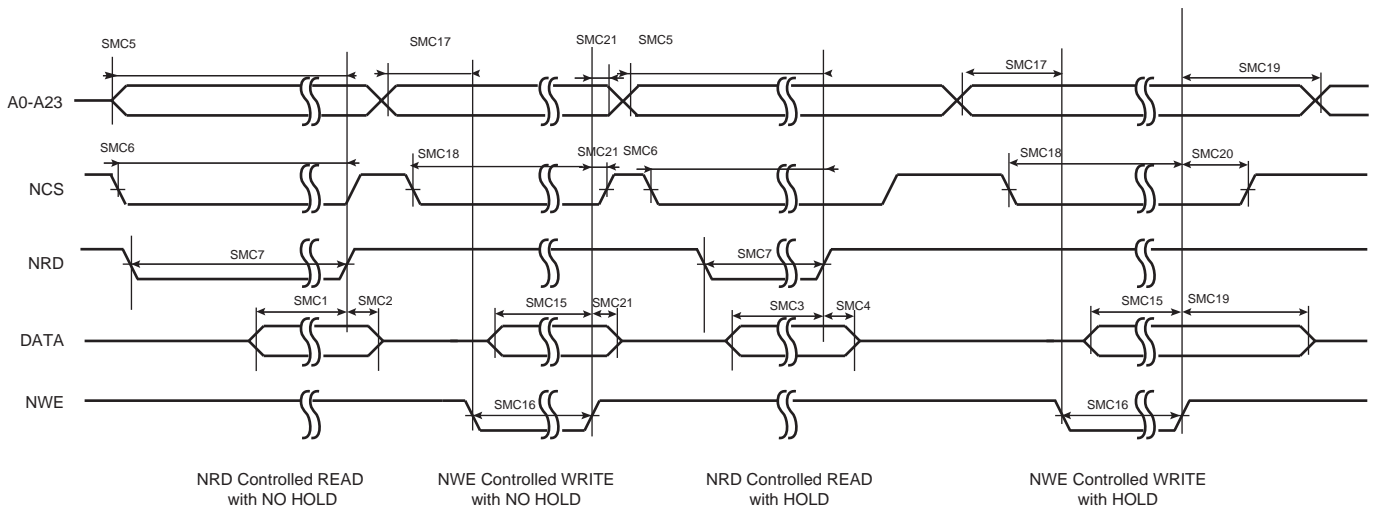 SMC5
SMC17
SMC21
SMC5
SMC17
SMC19
A0-A23
SMC6
SMC18
SMC21
SMC6
SMC18
SMC20
NCS
NRD
SMC7
SMC7
SMC1
SMC2
SMC15
SMC21
SMC3
SMC4
SMC15
SMC19
DATA
NWE
SMC16
SMC16
NRD Controlled READ
with NO HOLD
NWE Controlled WRITE
with NO HOLD
NRD Controlled READ
with HOLD
NWE Controlled WRITE
with HOLD